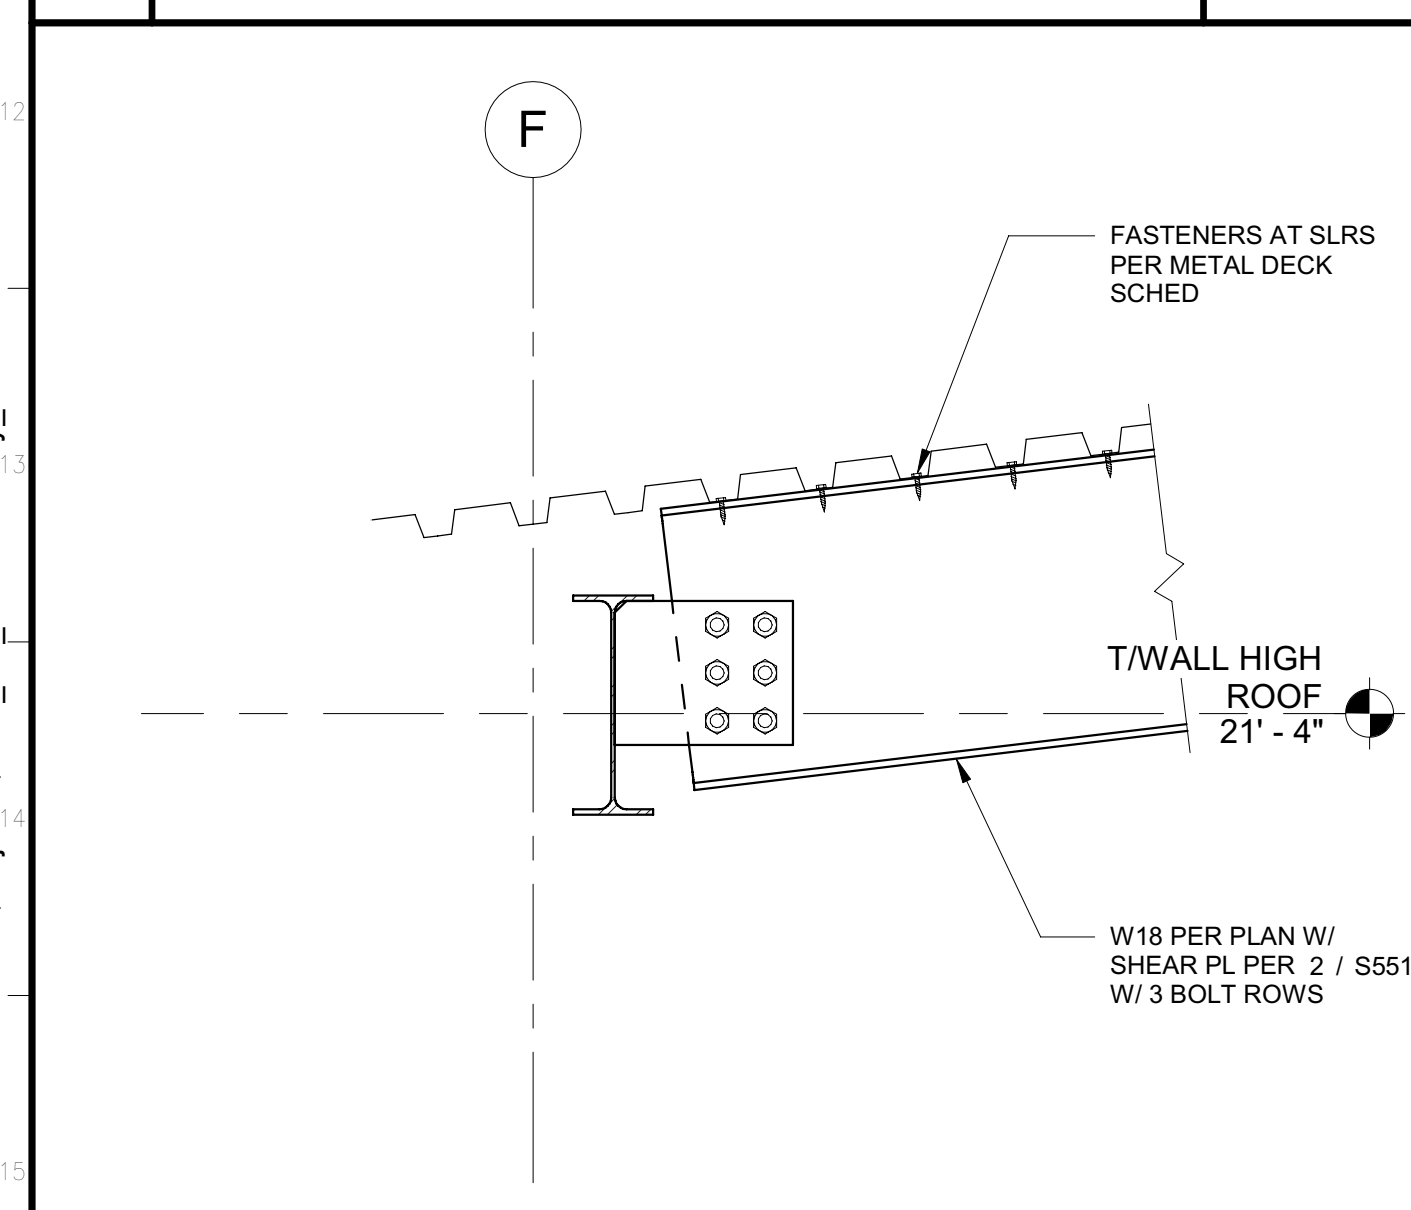 12
F
FASTENERS AT SLRS
PER METAL DECK
SCHED
13
T/WALL HIGH
ROOF
21' - 4"
14
W18 PER PLAN W/
SHEAR PL PER 2 / S551
W/ 3 BOLT ROWS
15